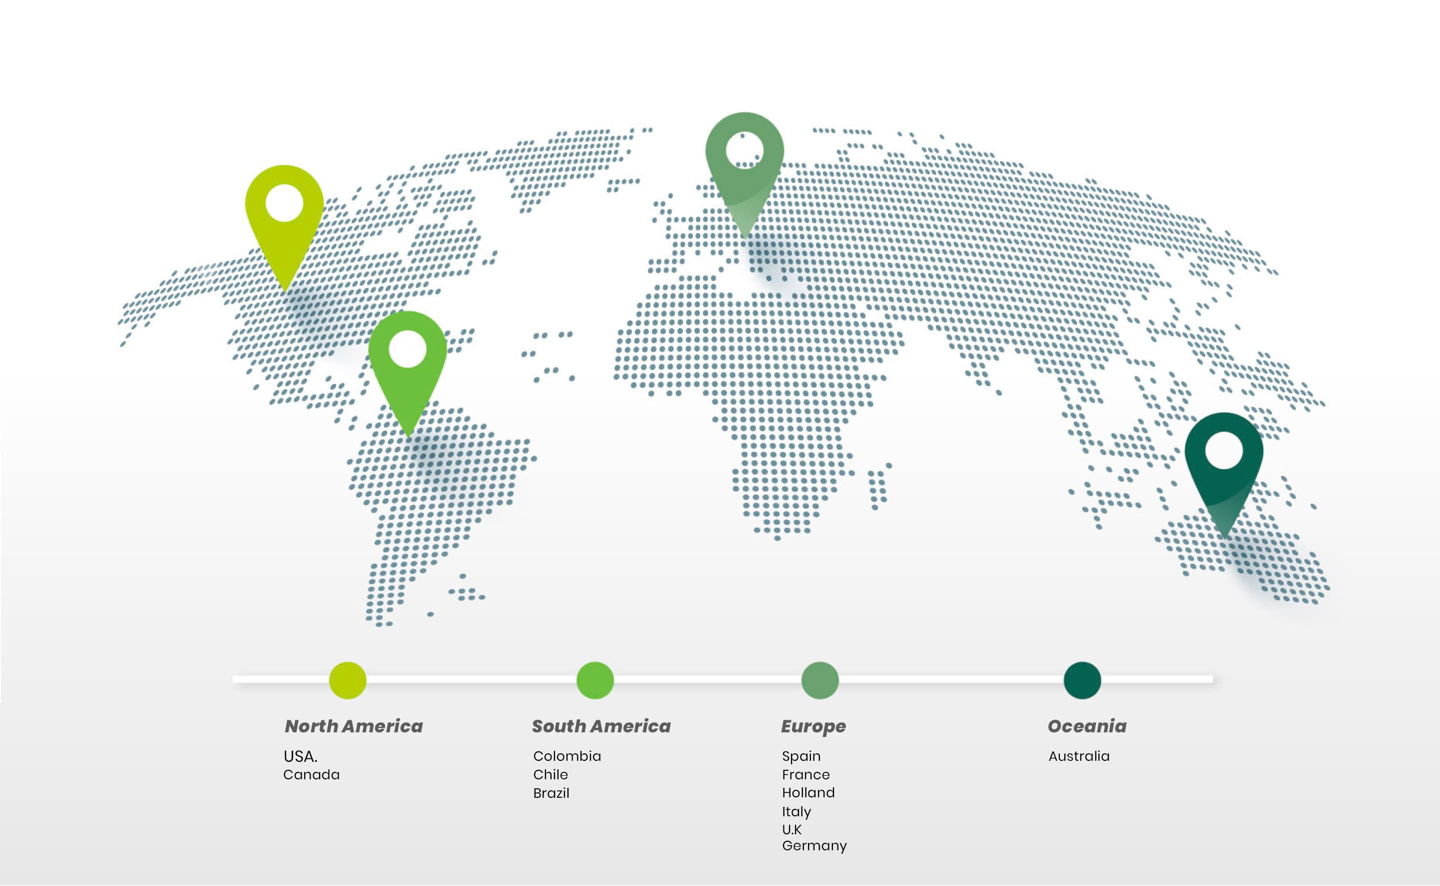 North America
USA.
Canada
South America
Colombia
Chile
Brazil
Europe
Spain
France
Holland
Italy
U.K
Germany
Oceania
Australia